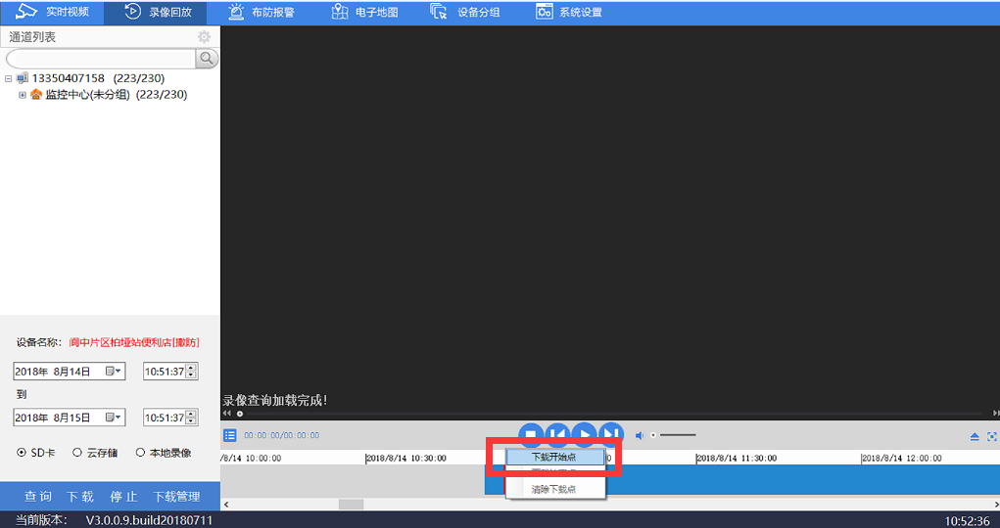 实时视频 录像回放 布防报警 电子地图 设备分组 系统设置
通道列表
13350407158 (223/230)
监控中心(未分组) (223/230)
设备名称: 阆中片区柏垭站便利店[撤防]
2018年 8月14日 10:51:37
到
2018年 8月15日 10:51:37
SD卡 云存储 本地录像
查 询 下 载 停 止 下载管理
录像查询加载完成!
00:00:00/00:00:00
/8/14 10:00:00 2018/8/14 10:30:00 2018/8/14 11:30:00 2018/8/14 12:00:00
下载开始点
清除下载点
当前版本: V3.0.0.9.build20180711 10:52:36